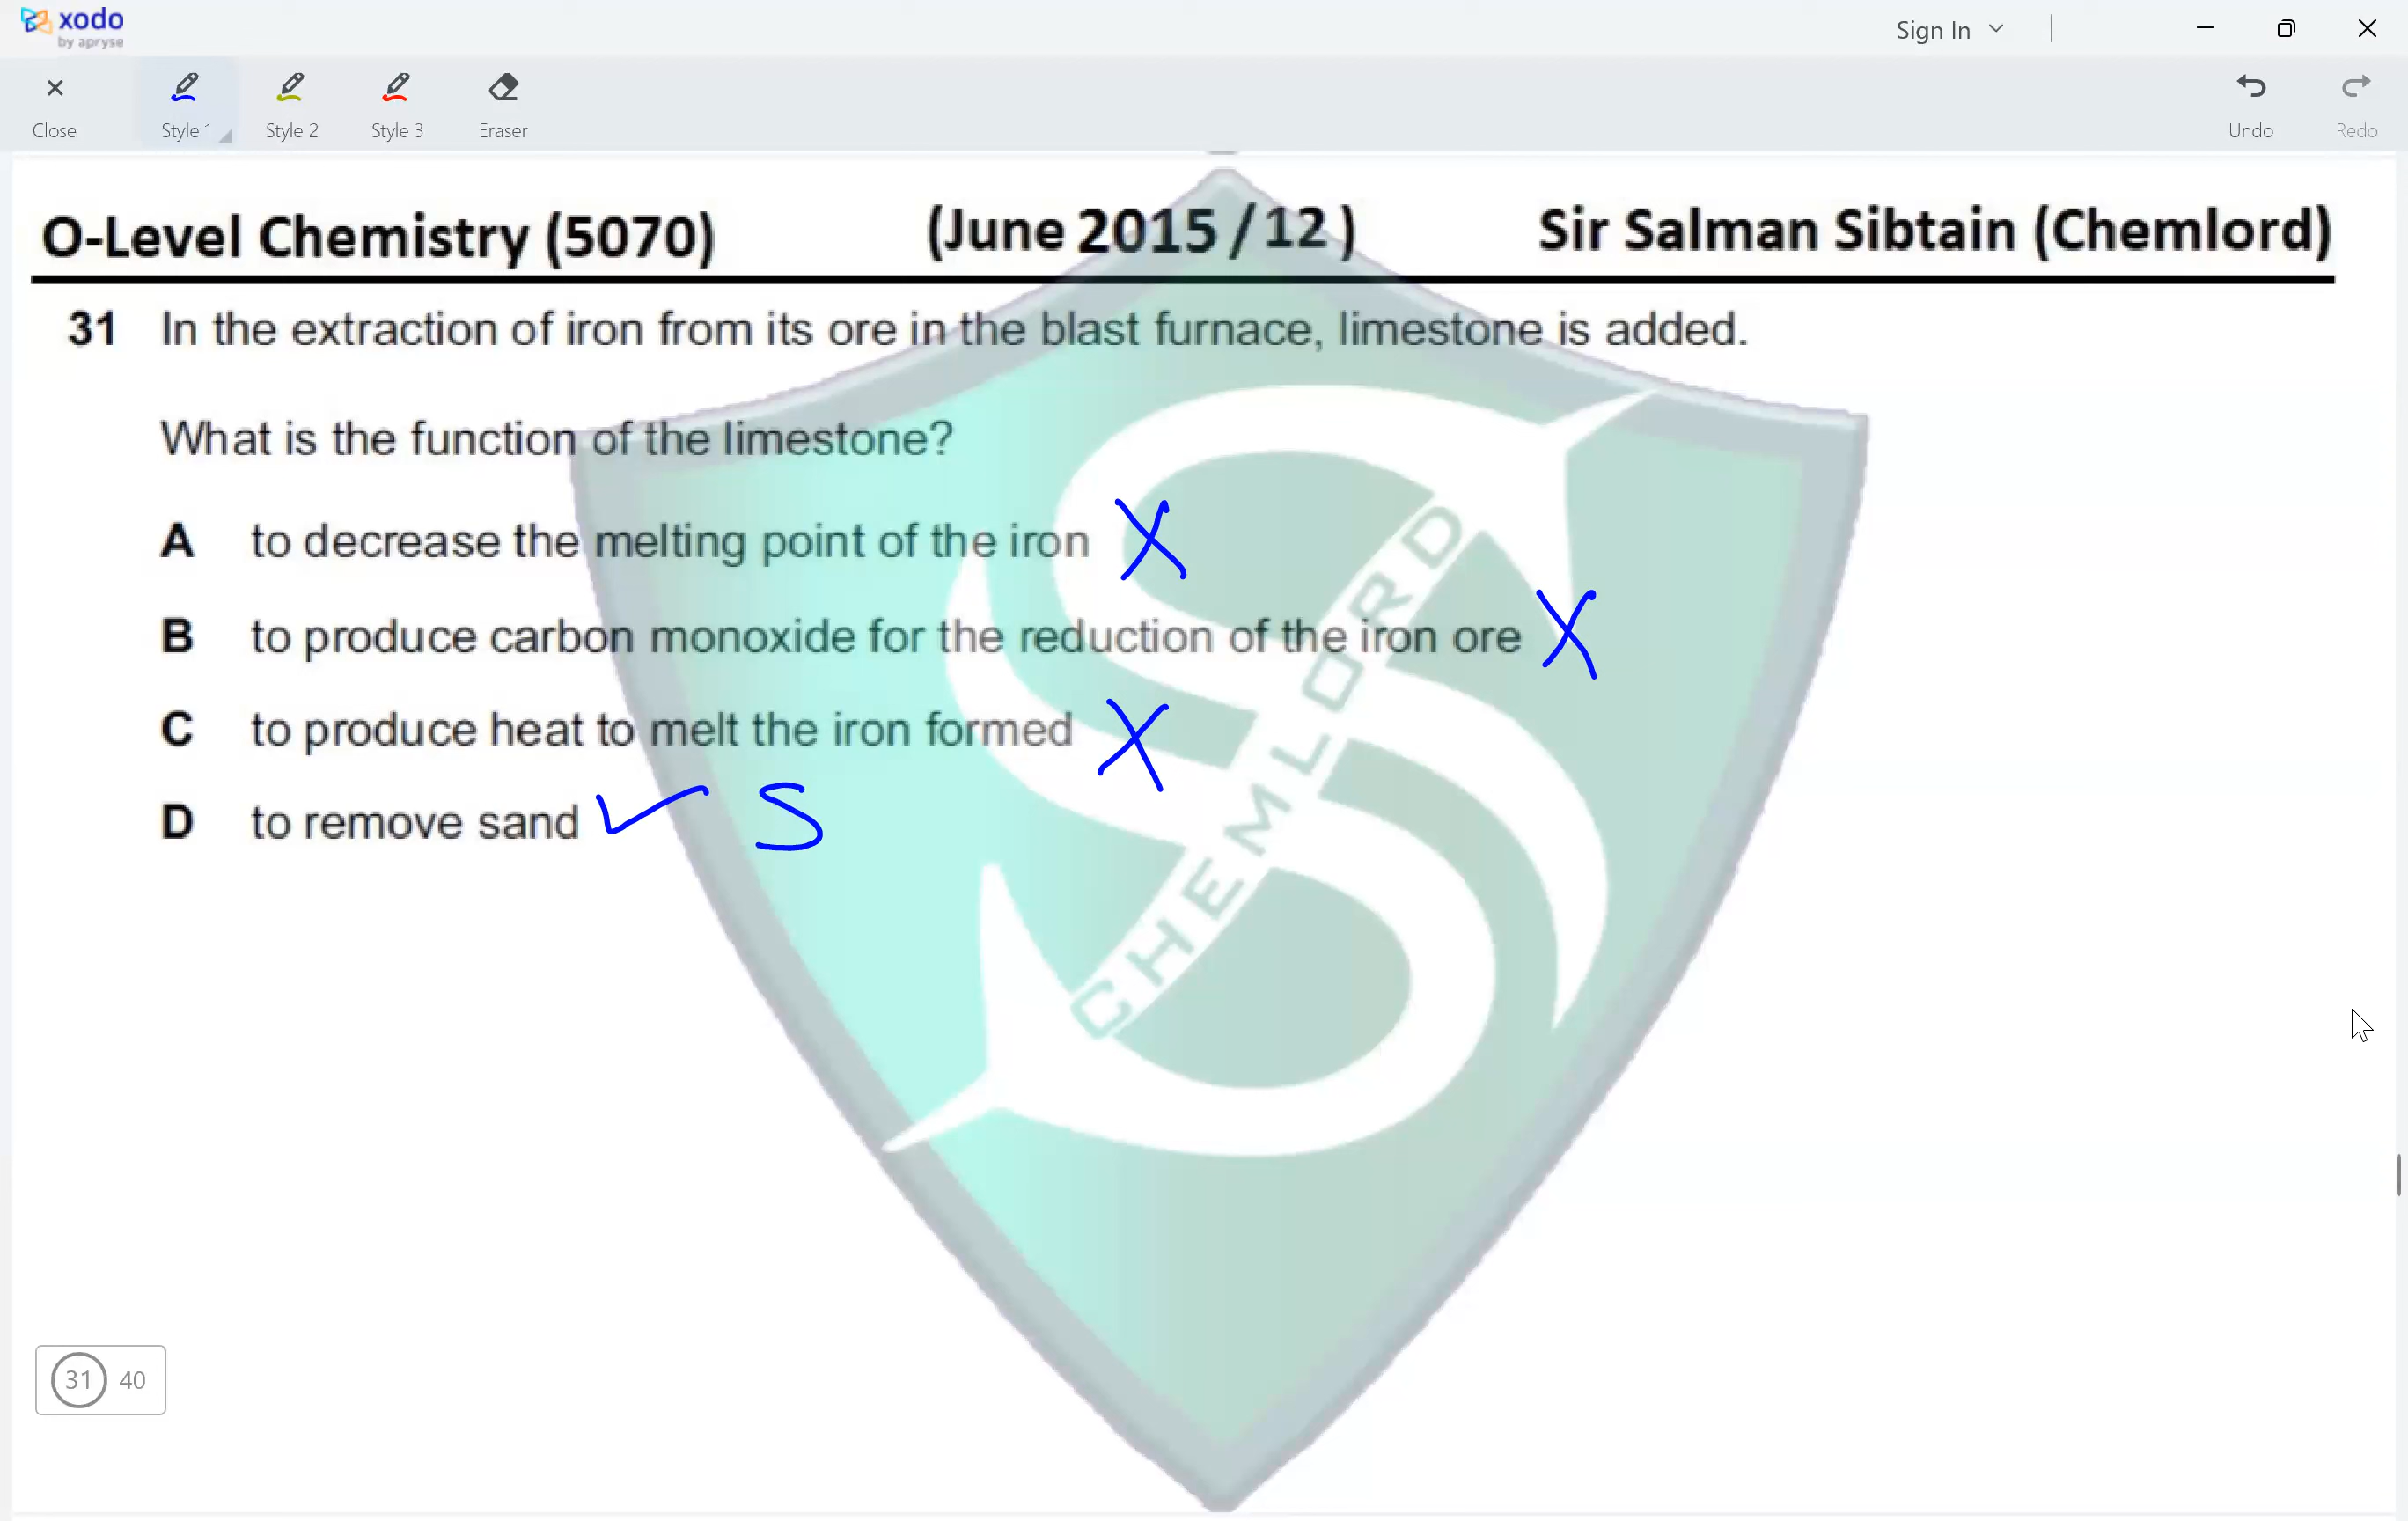 xodo
by apryse
Sign In
Close
Style 1
Style 2
Style 3
Eraser
Undo
Redo
O-Level Chemistry (5070) (June 2015 / 12 ) Sir Salman Sibtain (Chemlord)
31 In the extraction of iron from its ore in the blast furnace, limestone is added.
What is the function of the limestone?
A to decrease the melting point of the iron X
B to produce carbon monoxide for the reduction of the iron ore X
C to produce heat to melt the iron formed X
D to remove sand ✓ S
CHEMLORD
31 40